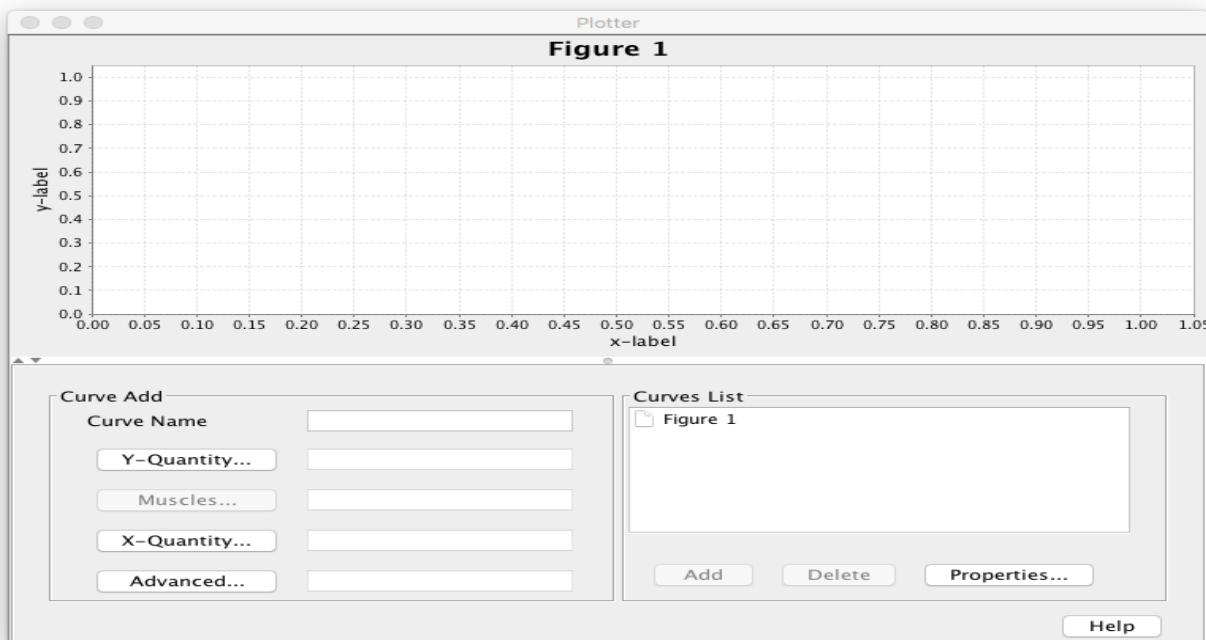 Plotter
Figure 1
1.0
0.9
0.8
0.7
0.6
0.5
0.4
0.3
0.2
0.1
0.0
y-label
0.00 0.05 0.10 0.15 0.20 0.25 0.30 0.35 0.40 0.45 0.50 0.55 0.60 0.65 0.70 0.75 0.80 0.85 0.90 0.95 1.00 1.05
x-label
Curve Add
Curve Name
Y-Quantity...
Muscles...
X-Quantity...
Advanced...
Curves List
Figure 1
Add Delete Properties...
Help